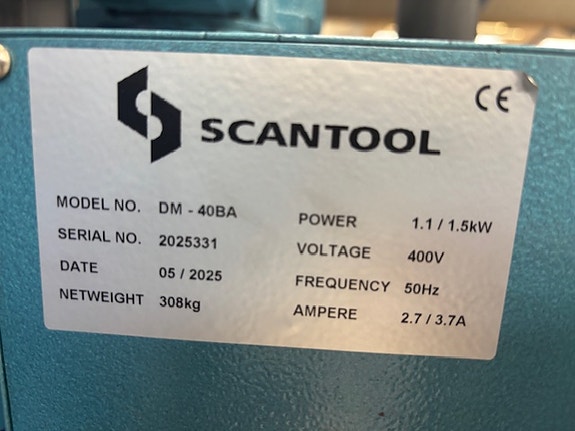 CE
SCANTOOL
MODEL NO. DM - 40BA
SERIAL NO. 2025331
DATE 05 / 2025
NETWEIGHT 308kg
POWER 1.1 / 1.5kW
VOLTAGE 400V
FREQUENCY 50Hz
AMPERE 2.7 / 3.7A